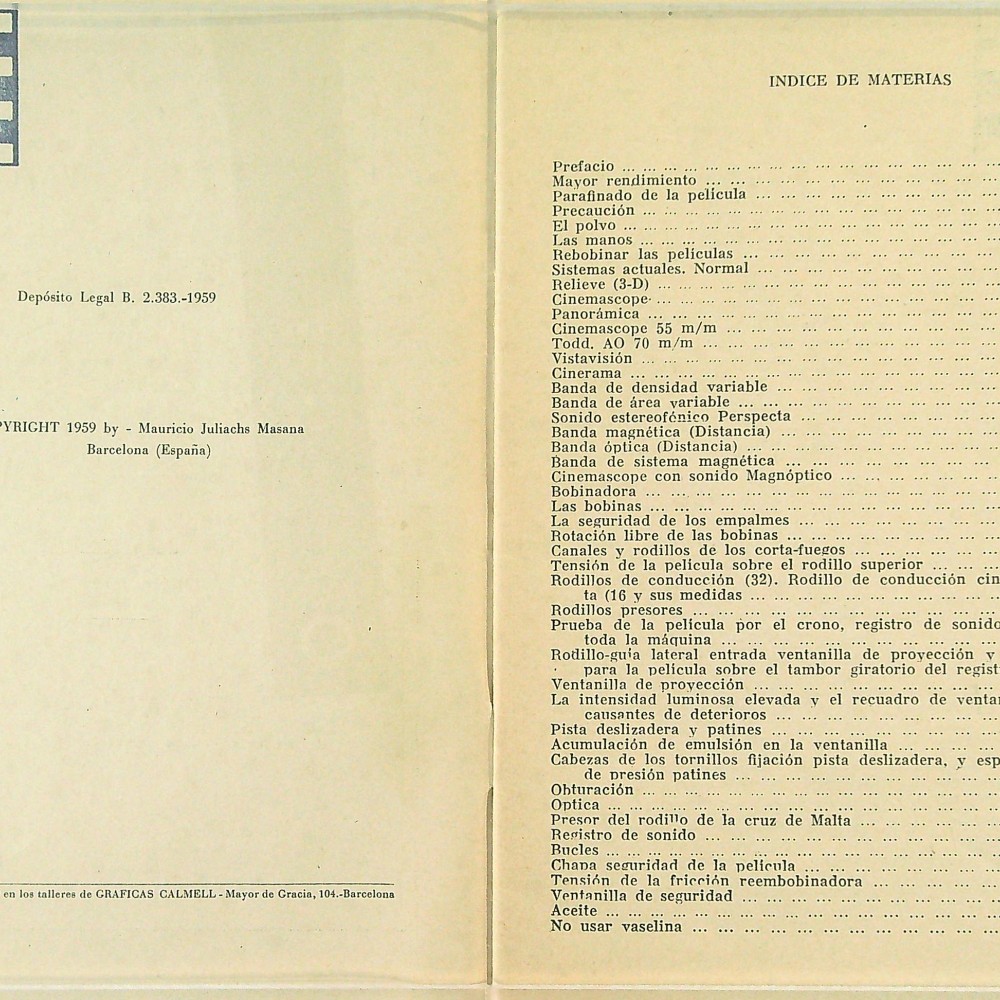 Depósito Legal B. 2.383.-1959
PYRIGHT 1959 by - Mauricio Juliachs Masana
Barcelona (España)
en los talleres de GRAFICAS CALMELL - Mayor de Gracia, 104.-Barcelona
INDICE DE MATERIAS
Prefacio
Mayor rendimiento
Parafinado de la película
Precaución
El polvo
Las manos
Rebobinar las películas
Sistemas actuales. Normal
Relieve (3-D)
Cinemascope
Panorámica
Cinemascope 55 m/m
Todd. AO 70 m/m
Vistavisión
Cinerama
Banda de densidad variable
Banda de área variable
Sonido estereofónico Perspecta
Banda magnética (Distancia)
Banda óptica (Distancia)
Banda de sistema magnética
Cinemascope con sonido Magnóptico
Bobinadora
Las bobinas
La seguridad de los empalmes
Rotación libre de las bobinas
Canales y rodillos de los corta-fuegos
Tensión de la película sobre el rodillo superior
Rodillos de conducción (32). Rodillo de conducción cin
ta (16 y sus medidas
Rodillos presores
Prueba de la película por el crono, registro de sonido
toda la máquina
Rodillo-guía lateral entrada ventanilla de proyección y
para la película sobre el tambor giratorio del regist
Ventanilla de proyección
La intensidad luminosa elevada y el recuadro de venta
causantes de deterioros
Pista deslizadera y patines
Acumulación de emulsión en la ventanilla
Cabezas de los tornillos fijación pista deslizadera, y esp
de presión patines
Obturación
Optica
Presor del rodillo de la cruz de Malta
Registro de sonido
Bucles
Chapa seguridad de la película
Tensión de la fricción reembobinadora
Ventanilla de seguridad
Aceite
No usar vaselina